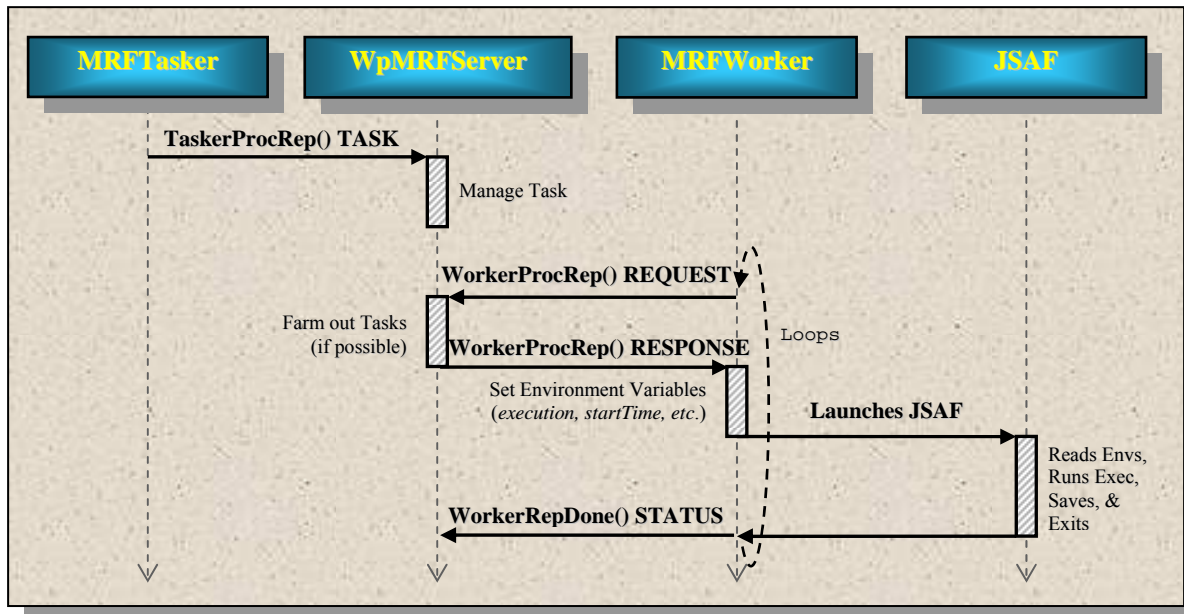 MRFTasker
WpMRFServer
MRFWorker
JSAF
TaskerProcRep() TASK
Manage Task
WorkerProcRep() REQUEST
Farm out Tasks
(if possible)
Loops
WorkerProcRep() RESPONSE
Set Environment Variables
(execution, startTime, etc.)
Launches JSAF
Reads Envs,
Runs Exec,
Saves, &
Exits
WorkerRepDone() STATUS